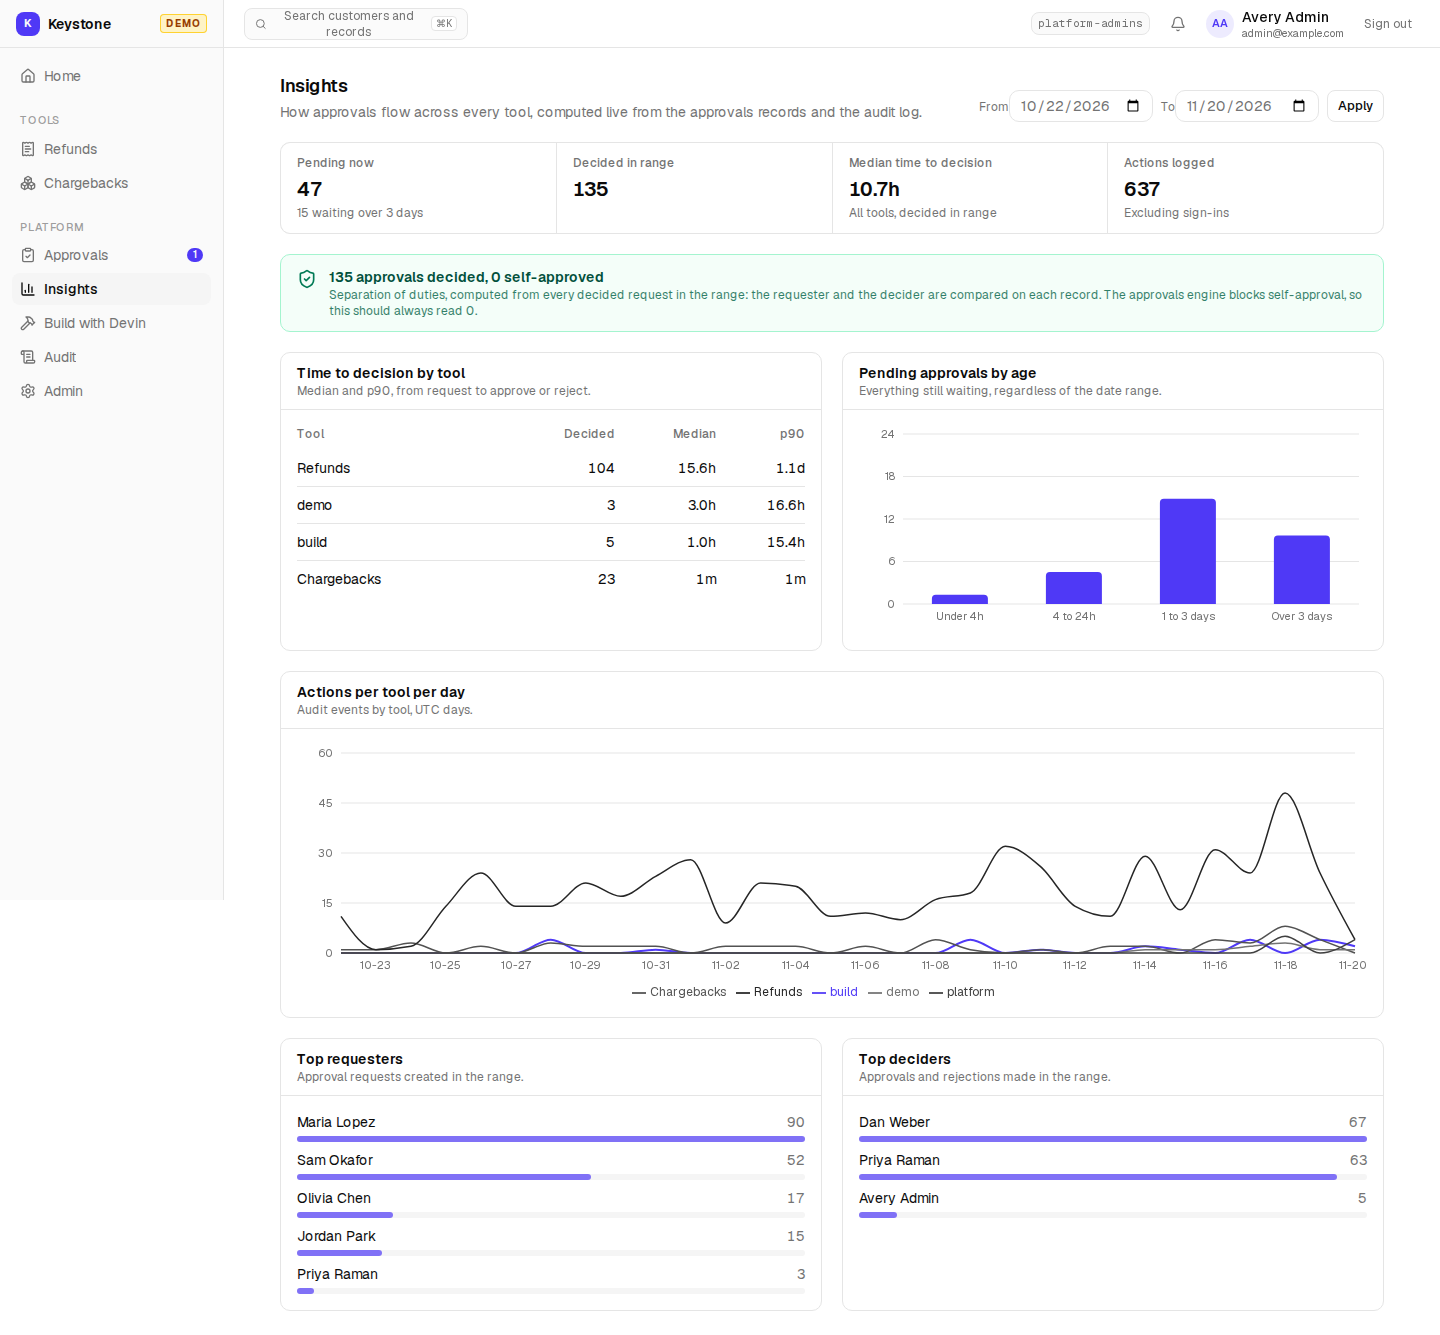 K Keystone DEMO
Search customers and records ⌘K
platform-admins
AA Avery Admin
admin@example.com
Sign out
Home
TOOLS
Refunds
Chargebacks
PLATFORM
Approvals 1
Insights
Build with Devin
Audit
Admin
Insights
How approvals flow across every tool, computed live from the approvals records and the audit log.
From 10/22/2026 To 11/20/2026 Apply
Pending now
47
15 waiting over 3 days
Decided in range
135
Median time to decision
10.7h
All tools, decided in range
Actions logged
637
Excluding sign-ins
135 approvals decided, 0 self-approved
Separation of duties, computed from every decided request in the range: the requester and the decider are compared on each record. The approvals engine blocks self-approval, so
this should always read 0.
Time to decision by tool
Median and p90, from request to approve or reject.
Tool Decided Median p90
Refunds 104 15.6h 1.1d
demo 3 3.0h 16.6h
build 5 1.0h 15.4h
Chargebacks 23 1m 1m
Pending approvals by age
Everything still waiting, regardless of the date range.
24
18
12
6
0
Under 4h 4 to 24h 1 to 3 days Over 3 days
Actions per tool per day
Audit events by tool, UTC days.
60
45
30
15
0
10-23 10-25 10-27 10-29 10-31 11-02 11-04 11-06 11-08 11-10 11-12 11-14 11-16 11-18 11-20
Chargebacks Refunds build demo platform
Top requesters
Approval requests created in the range.
Maria Lopez 90
Sam Okafor 52
Olivia Chen 17
Jordan Park 15
Priya Raman 3
Top deciders
Approvals and rejections made in the range.
Dan Weber 67
Priya Raman 63
Avery Admin 5